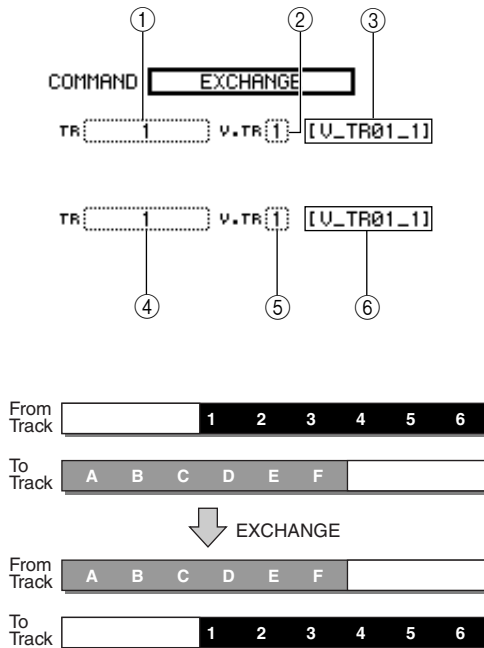 ① ② ③
COMMAND EXCHANGE
TR 1 V.TR 1 [V_TR01_1]
TR 1 V.TR 1 [V_TR01_1]
④ ⑤ ⑥
From
Track 1 2 3 4 5 6
To
Track A B C D E F
EXCHANGE
From
Track A B C D E F
To
Track 1 2 3 4 5 6